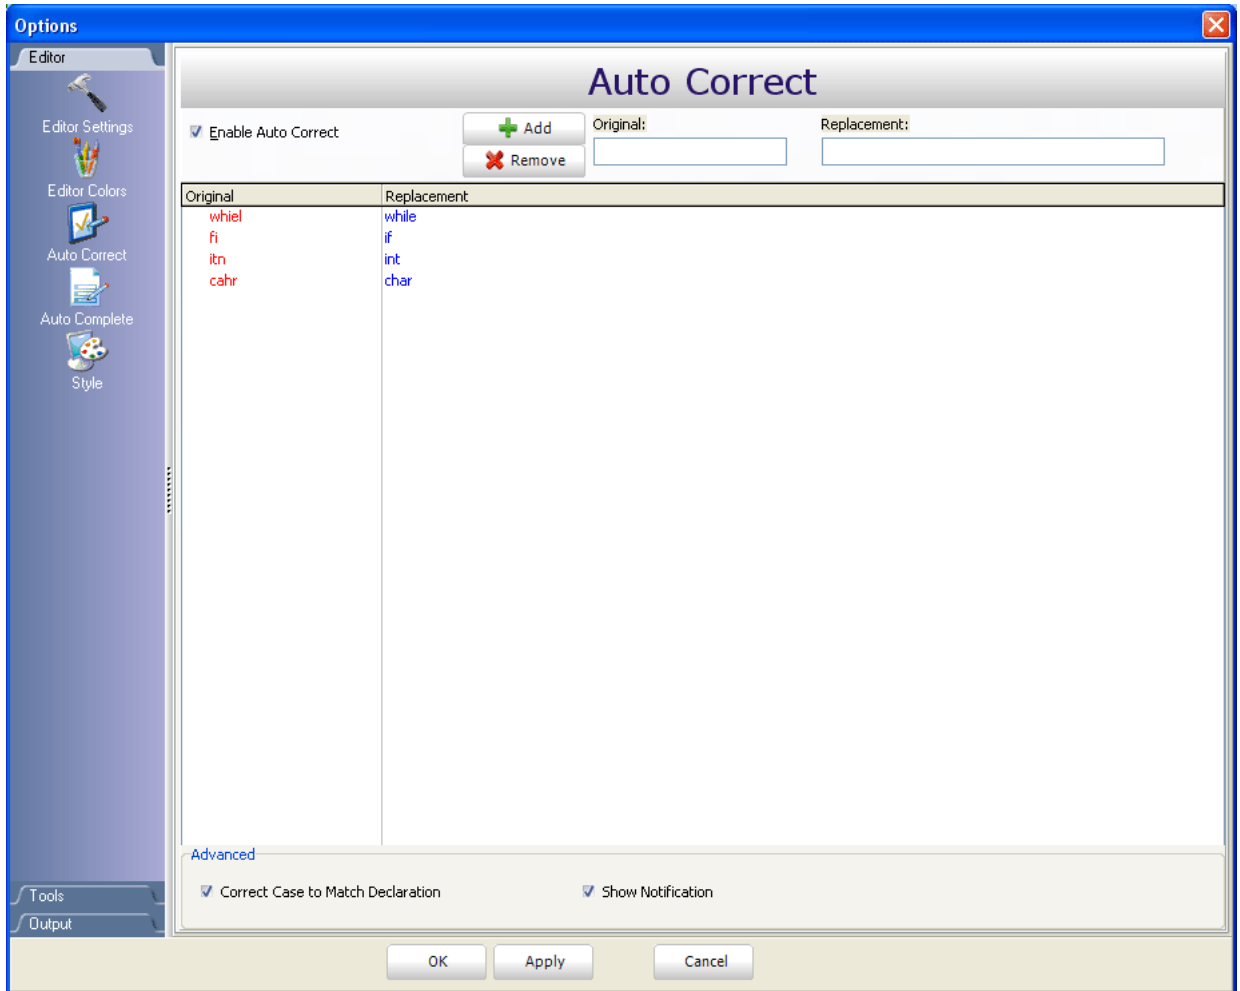 Options
Editor
Editor Settings
Editor Colors
Auto Correct
Auto Complete
Style
Tools
Output
Auto Correct
Enable Auto Correct
Add
Remove
Original:
Replacement:
Original Replacement
whiel while
fi if
itn int
cahr char
Advanced
Correct Case to Match Declaration Show Notification
OK Apply Cancel